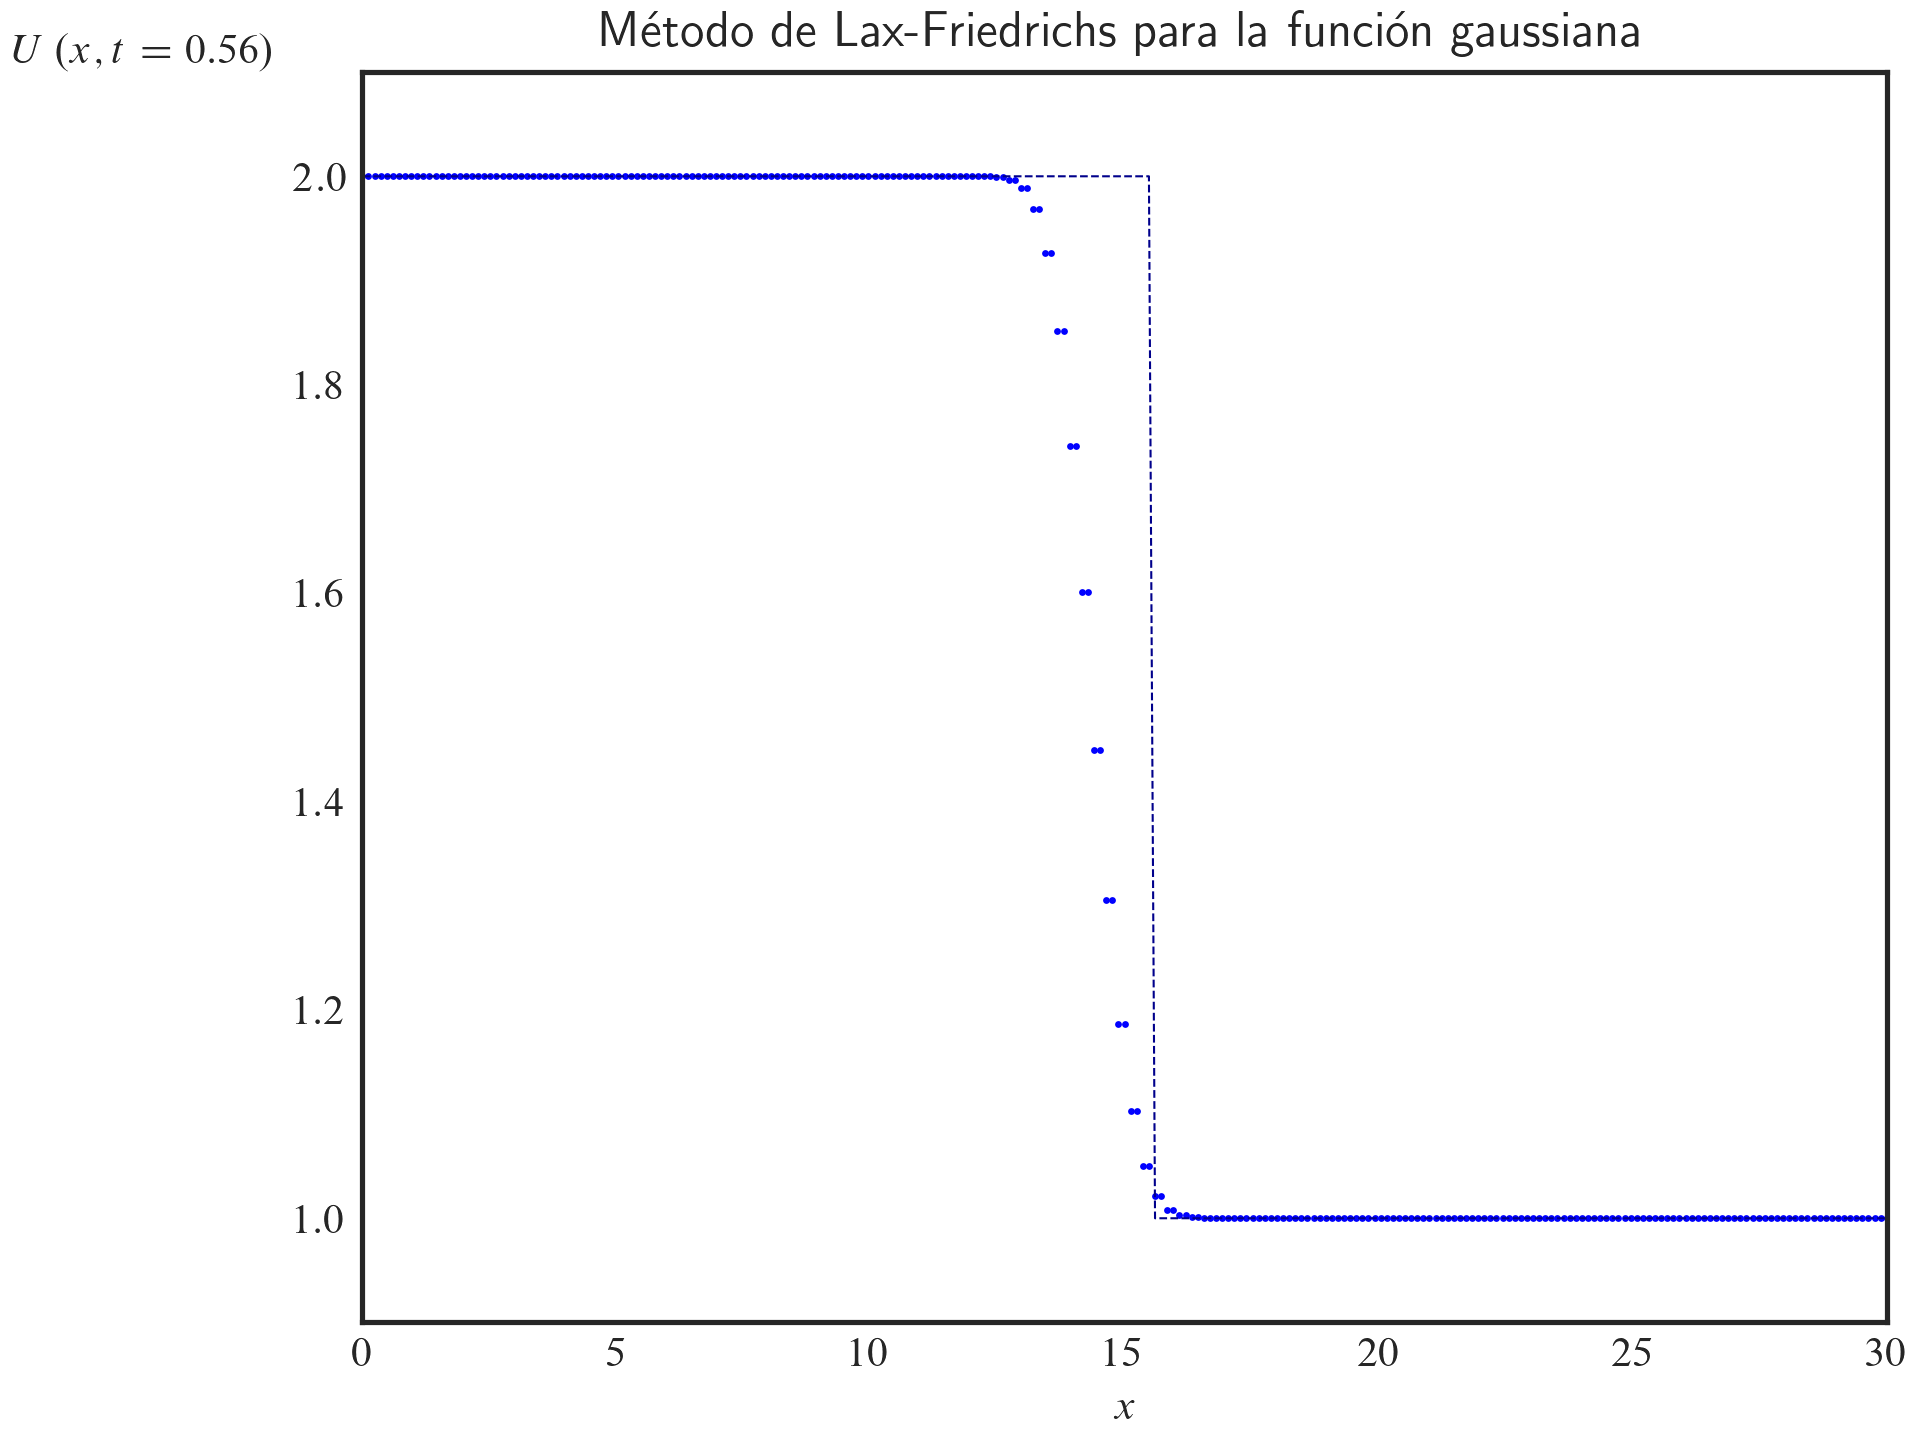 Método de Lax-Friedrichs para la función gaussiana
U (x, t = 0.56)
2.0
1.8
1.6
1.4
1.2
1.0
0 5 10 15 20 25 30
x